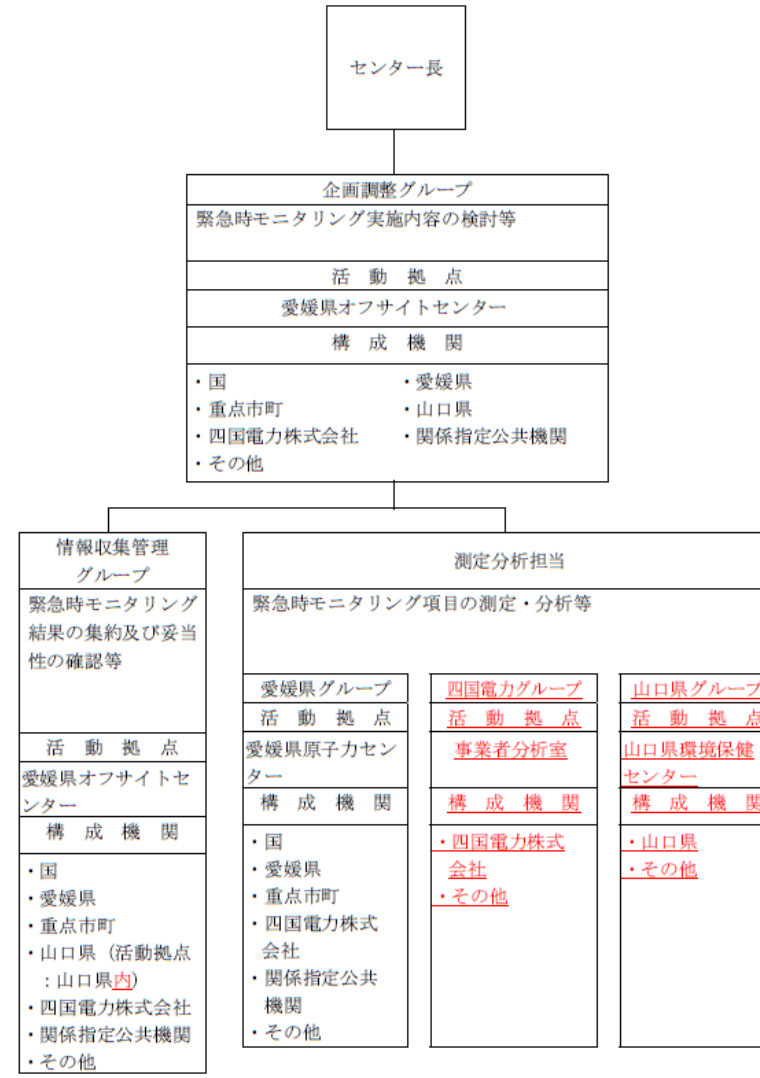 センター長
企画調整グループ
緊急時モニタリング実施内容の検討等
活 動 拠 点
愛媛県オフサイトセンター
構 成 機 関
・国 ・愛媛県
・重点市町 ・山口県
・四国電力株式会社 ・関係指定公共機関
・その他
情報収集管理
グループ
緊急時モニタリング
結果の集約及び妥当
性の確認等
活 動 拠 点
愛媛県オフサイトセ
ンター
構 成 機 関
・国
・愛媛県
・重点市町
・山口県（活動拠点
：山口県内）
・四国電力株式会社
・関係指定公共機関
・その他
測定分析担当
緊急時モニタリング項目の測定・分析等
愛媛県グループ
活 動 拠 点
愛媛県原子力セン
ター
構 成 機 関
・国
・愛媛県
・重点市町
・四国電力株式
会社
・関係指定公共
機関
・その他
四国電力グループ
活 動 拠 点
事業者分析室
構 成 機 関
・四国電力株式
会社
・その他
山口県グループ
活 動 拠 点
山口県環境保健
センター
構 成 機 関
・山口県
・その他